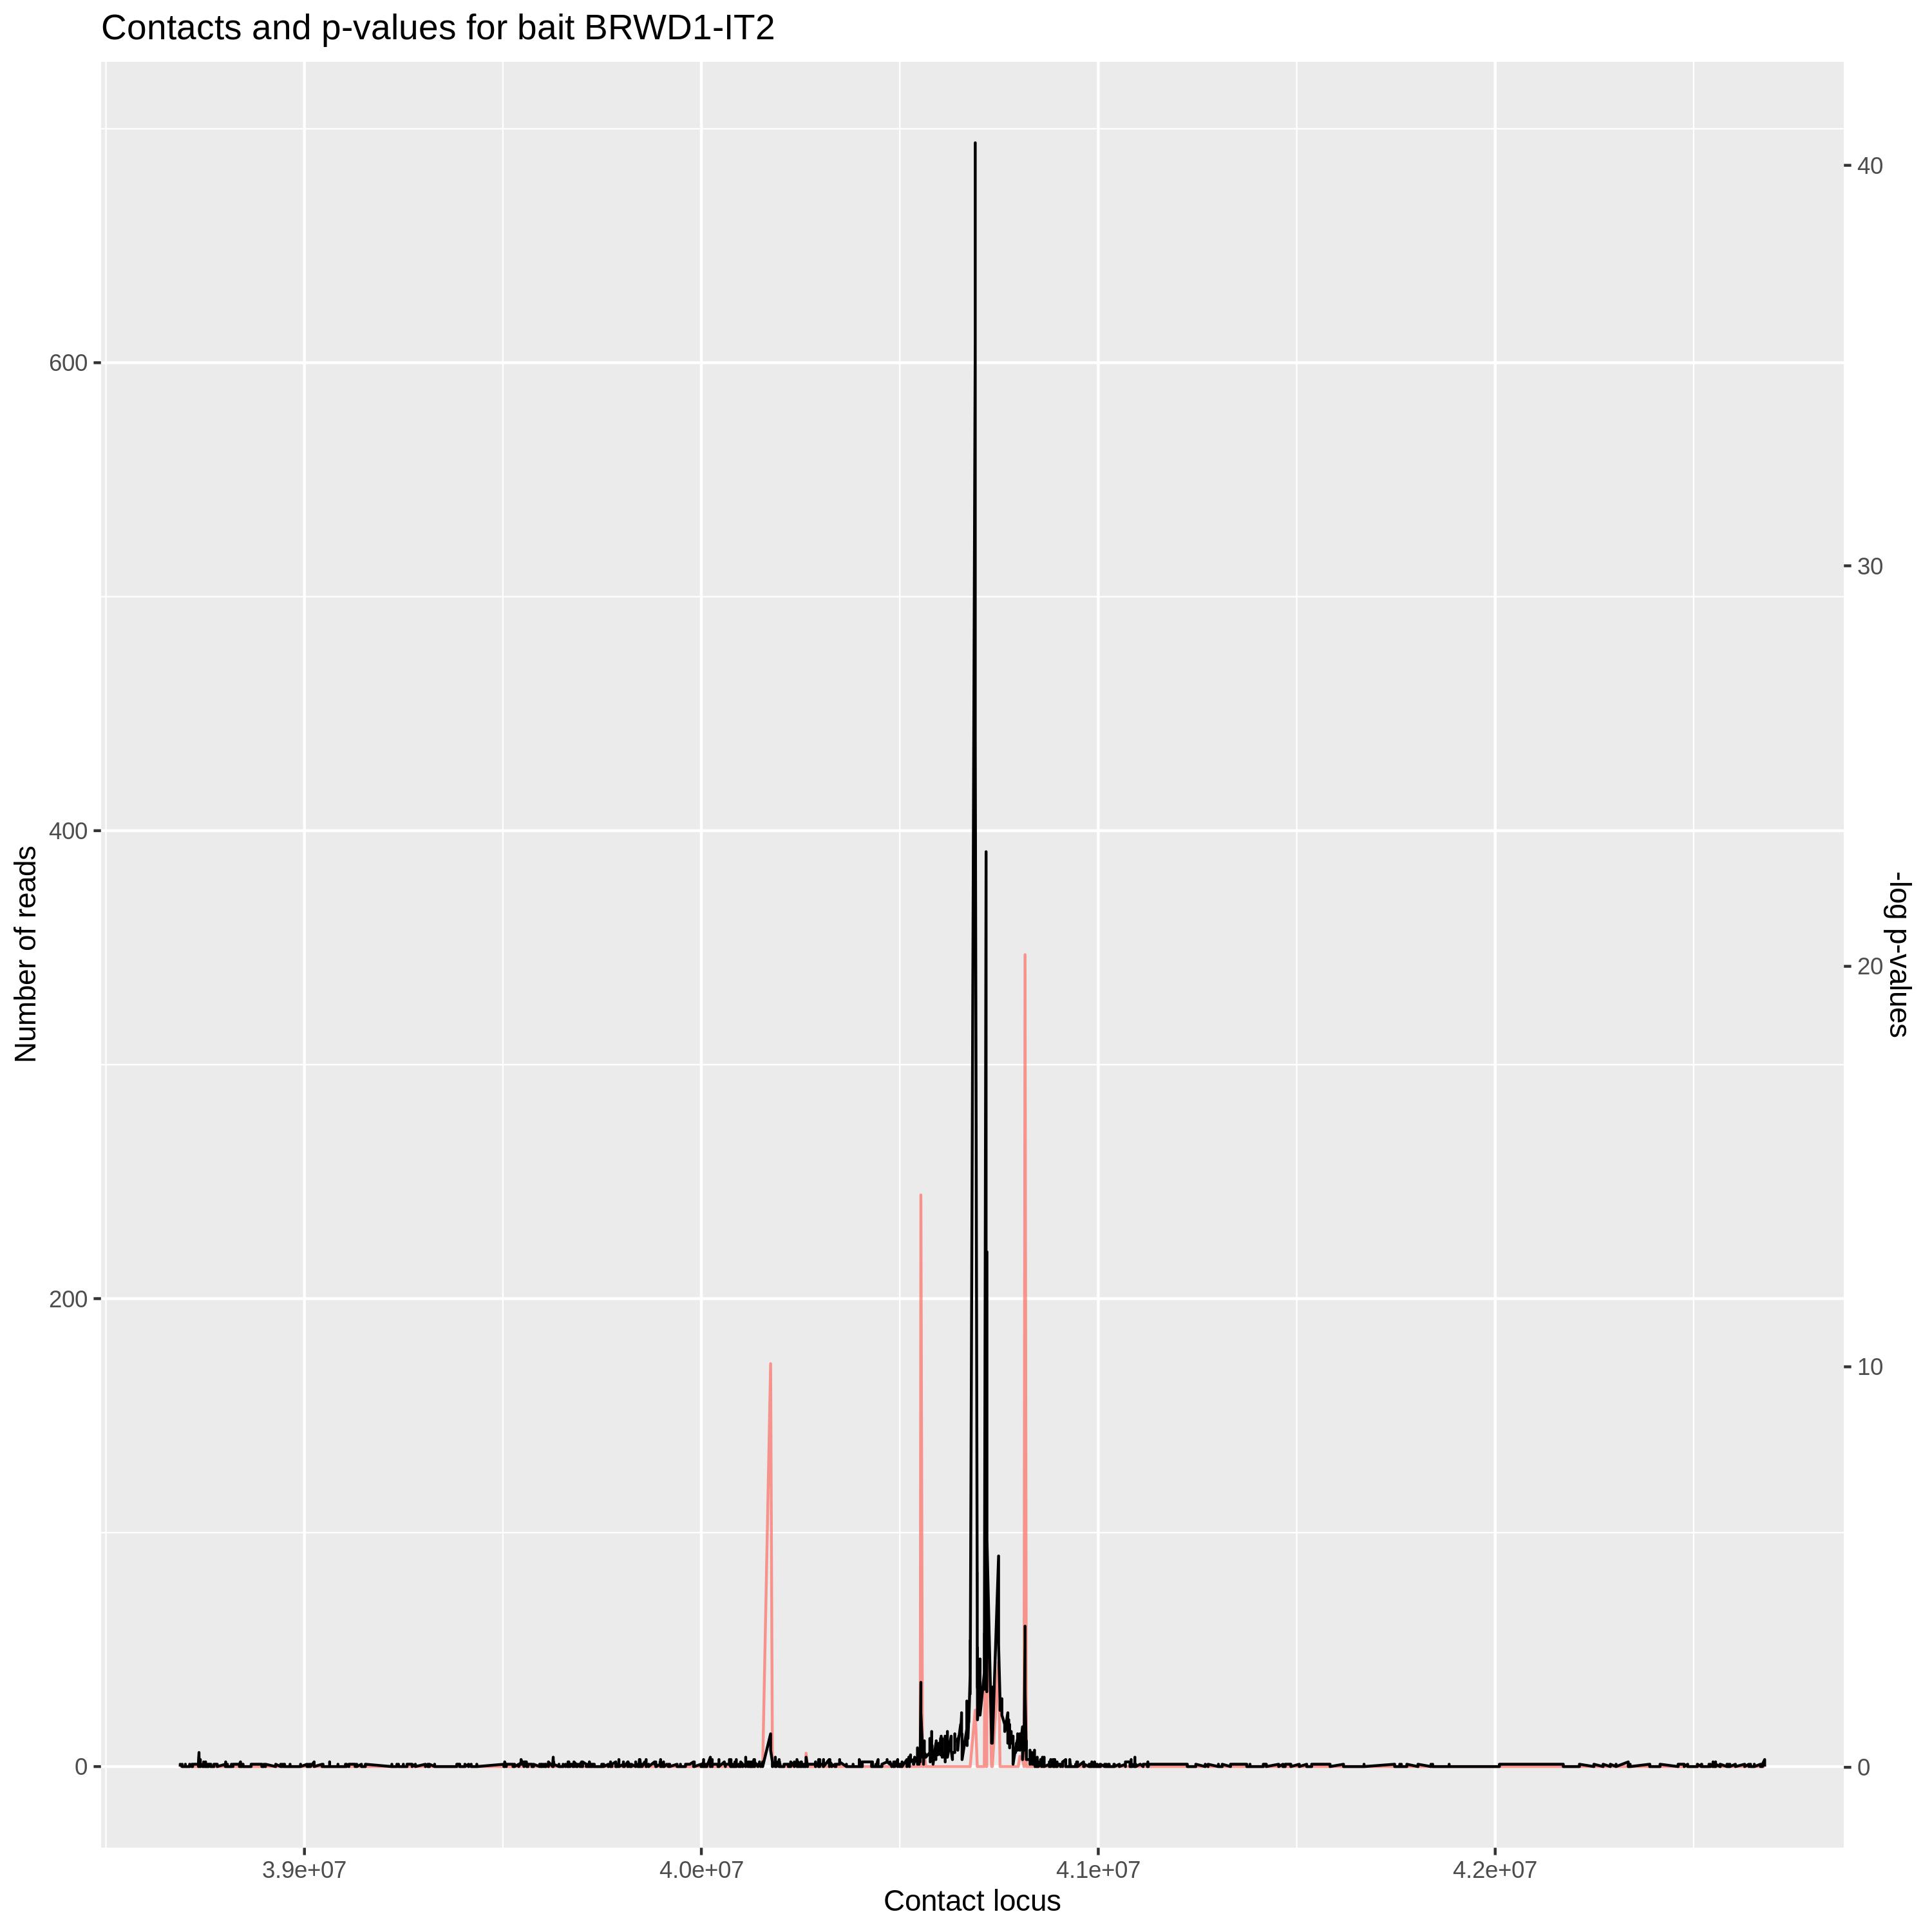 Contacts and p-values for bait BRWD1-IT2
600
400
200
0
Number of reads
40
30
20
10
0
-log p-values
3.9e+07
4.0e+07
4.1e+07
4.2e+07
Contact locus